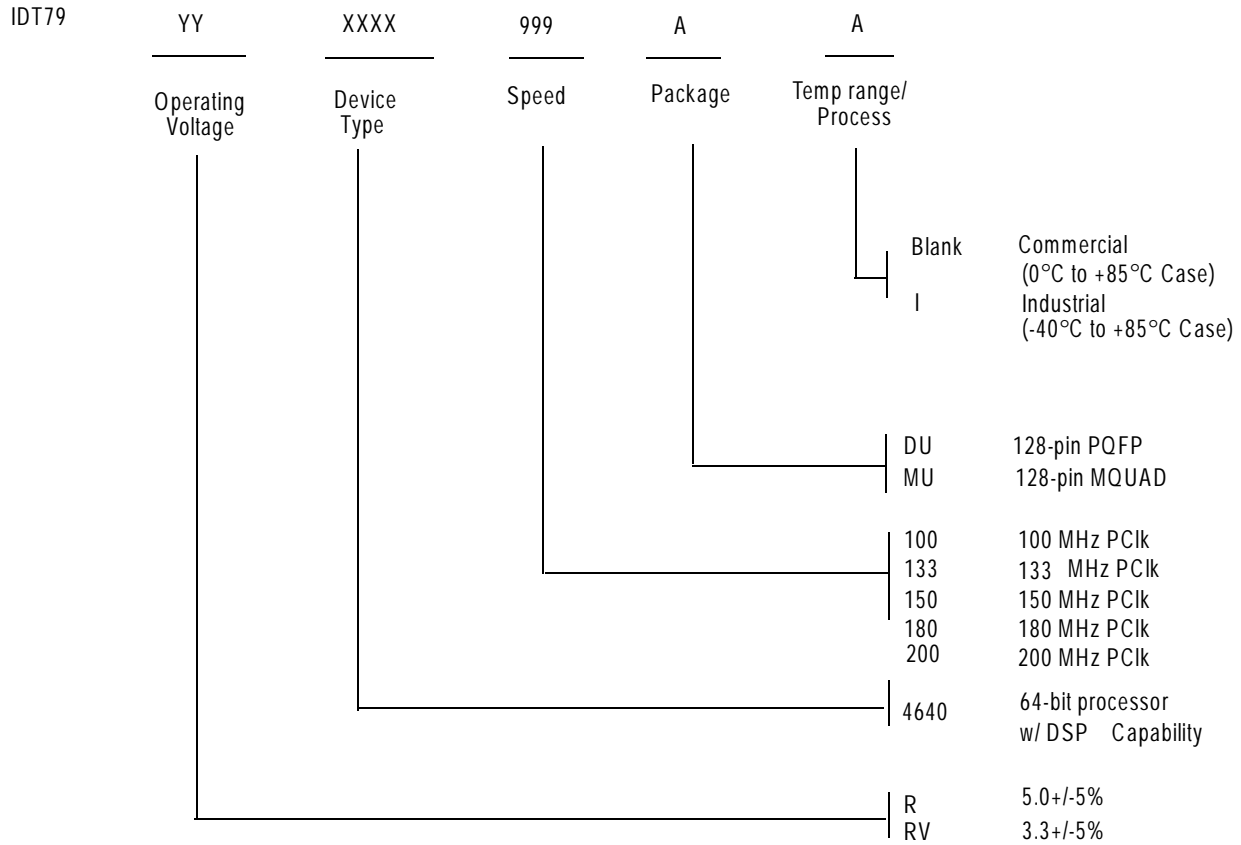 IDT79 YY XXXX 999 A A
Operating Voltage
Device Type
Speed
Package
Temp range/ Process
Blank Commercial
(0°C to +85°C Case)
I Industrial
(-40°C to +85°C Case)
DU 128-pin PQFP
MU 128-pin MQUAD
100 100 MHz PClk
133 133 MHz PClk
150 150 MHz PClk
180 180 MHz PClk
200 200 MHz PClk
4640 64-bit processor
w/ DSP Capability
R 5.0+/-5%
RV 3.3+/-5%